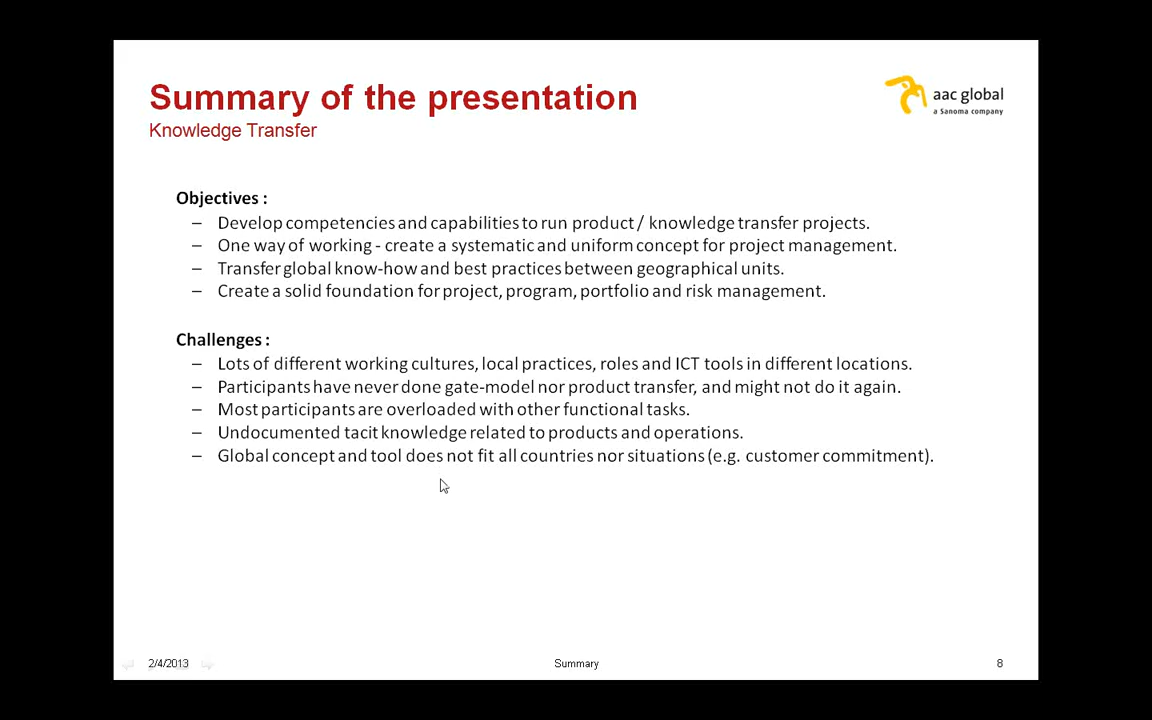 Summary of the presentation
Knowledge Transfer
aac global
a Sanoma company
Objectives :
– Develop competencies and capabilities to run product / knowledge transfer projects.
– One way of working - create a systematic and uniform concept for project management.
– Transfer global know-how and best practices between geographical units.
– Create a solid foundation for project, program, portfolio and risk management.
Challenges :
– Lots of different working cultures, local practices, roles and ICT tools in different locations.
– Participants have never done gate-model nor product transfer, and might not do it again.
– Most participants are overloaded with other functional tasks.
– Undocumented tacit knowledge related to products and operations.
– Global concept and tool does not fit all countries nor situations (e.g. customer commitment).
2/4/2013
Summary
8